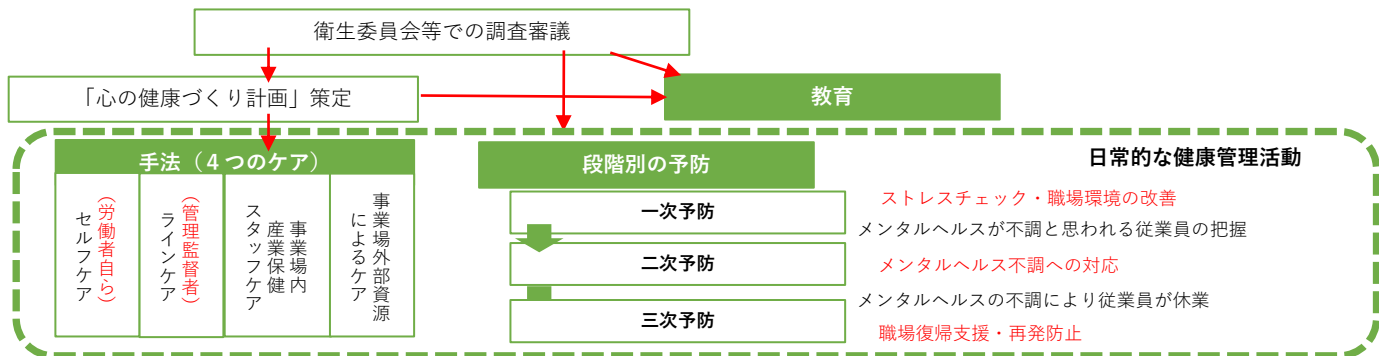 衛生委員会等での調査審議
「心の健康づくり計画」策定
教育
手法（４つのケア）
セルフケア
（労働者自ら）
ラインケア
（管理監督者）
事業場内
産業保健
スタッフケア
事業場外部資源
によるケア
段階別の予防
日常的な健康管理活動
一次予防
ストレスチェック・職場環境の改善
メンタルヘルスが不調と思われる従業員の把握
二次予防
メンタルヘルス不調への対応
メンタルヘルスの不調により従業員が休業
三次予防
職場復帰支援・再発防止